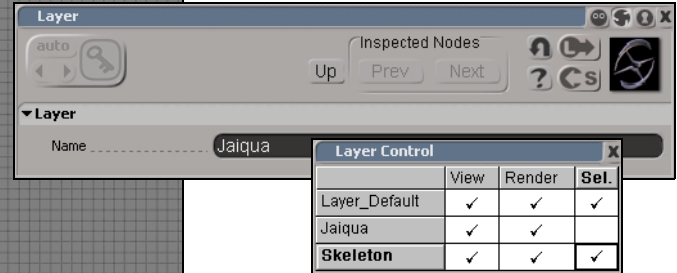 Layer
auto
Inspected Nodes
Up Prev Next
L
? C S
Layer
Name Jaiqua
Layer Control X
View Render Sel.
Layer_Default ✓ ✓ ✓
Jaiqua ✓ ✓
Skeleton ✓ ✓ ✓